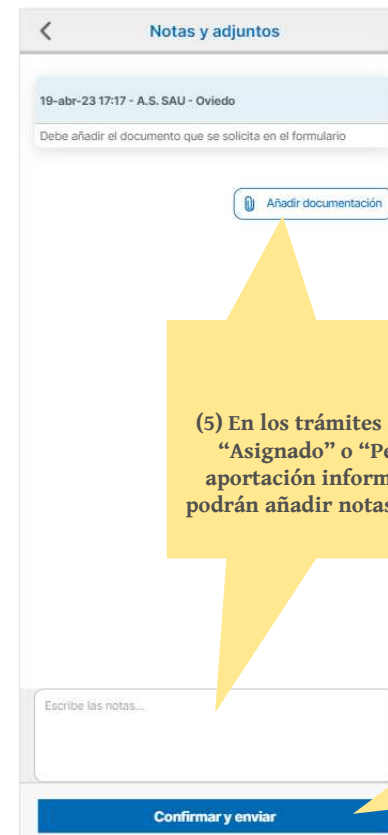 Notas y adjuntos
19-abr-23 17:17 - A.S. SAU - Oviedo
Debe añadir el documento que se solicita en el formulario
Añadir documentación
(5) En los trámites
“Asignado” o “Pe
aportación inform
podrán añadir notas
Escribe las notas...
Confirmar y enviar